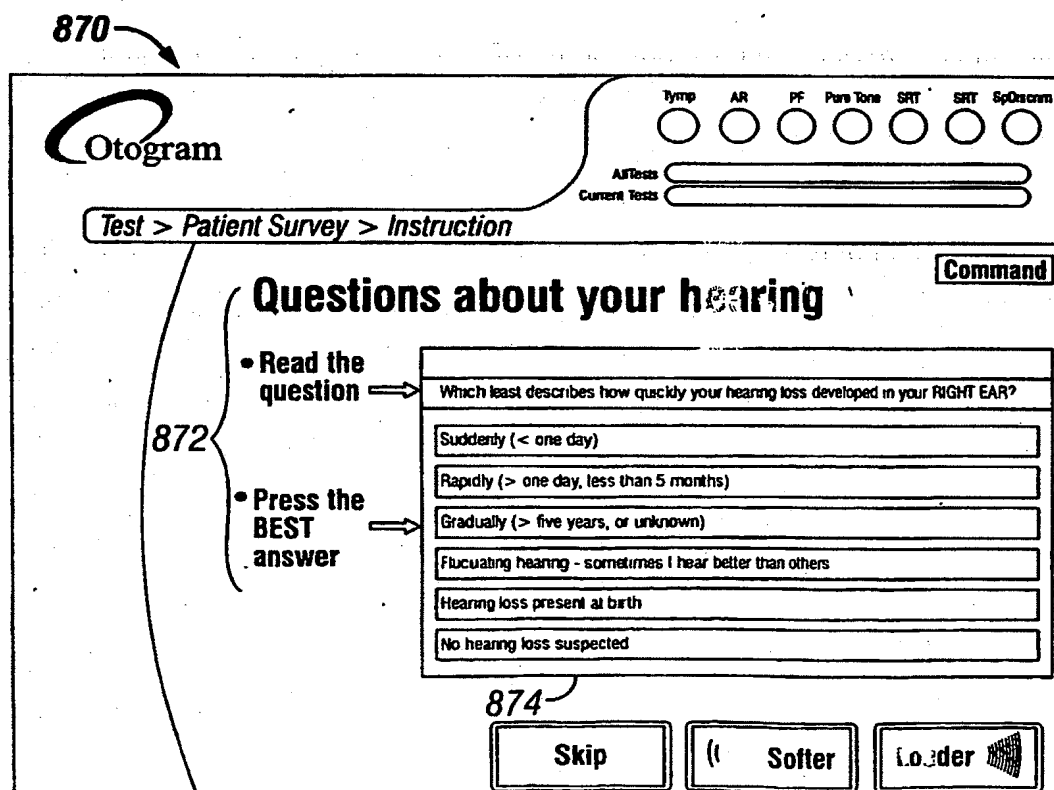 870
Tymp AR PF Pure Tone SRT SRT SpDscrnm
Otogram
All Tests
Current Tests
Test > Patient Survey > Instruction
Command
Questions about your hearing
• Read the
question
Which least describes how quickly your hearing loss developed in your RIGHT EAR?
872
Suddenly (< one day)
Rapidly (> one day, less than 5 months)
• Press the
BEST
answer
Gradually (> five years, or unknown)
Flucuating hearing - sometimes I hear better than others
Hearing loss present at birth
No hearing loss suspected
874
Skip
Softer
Louder